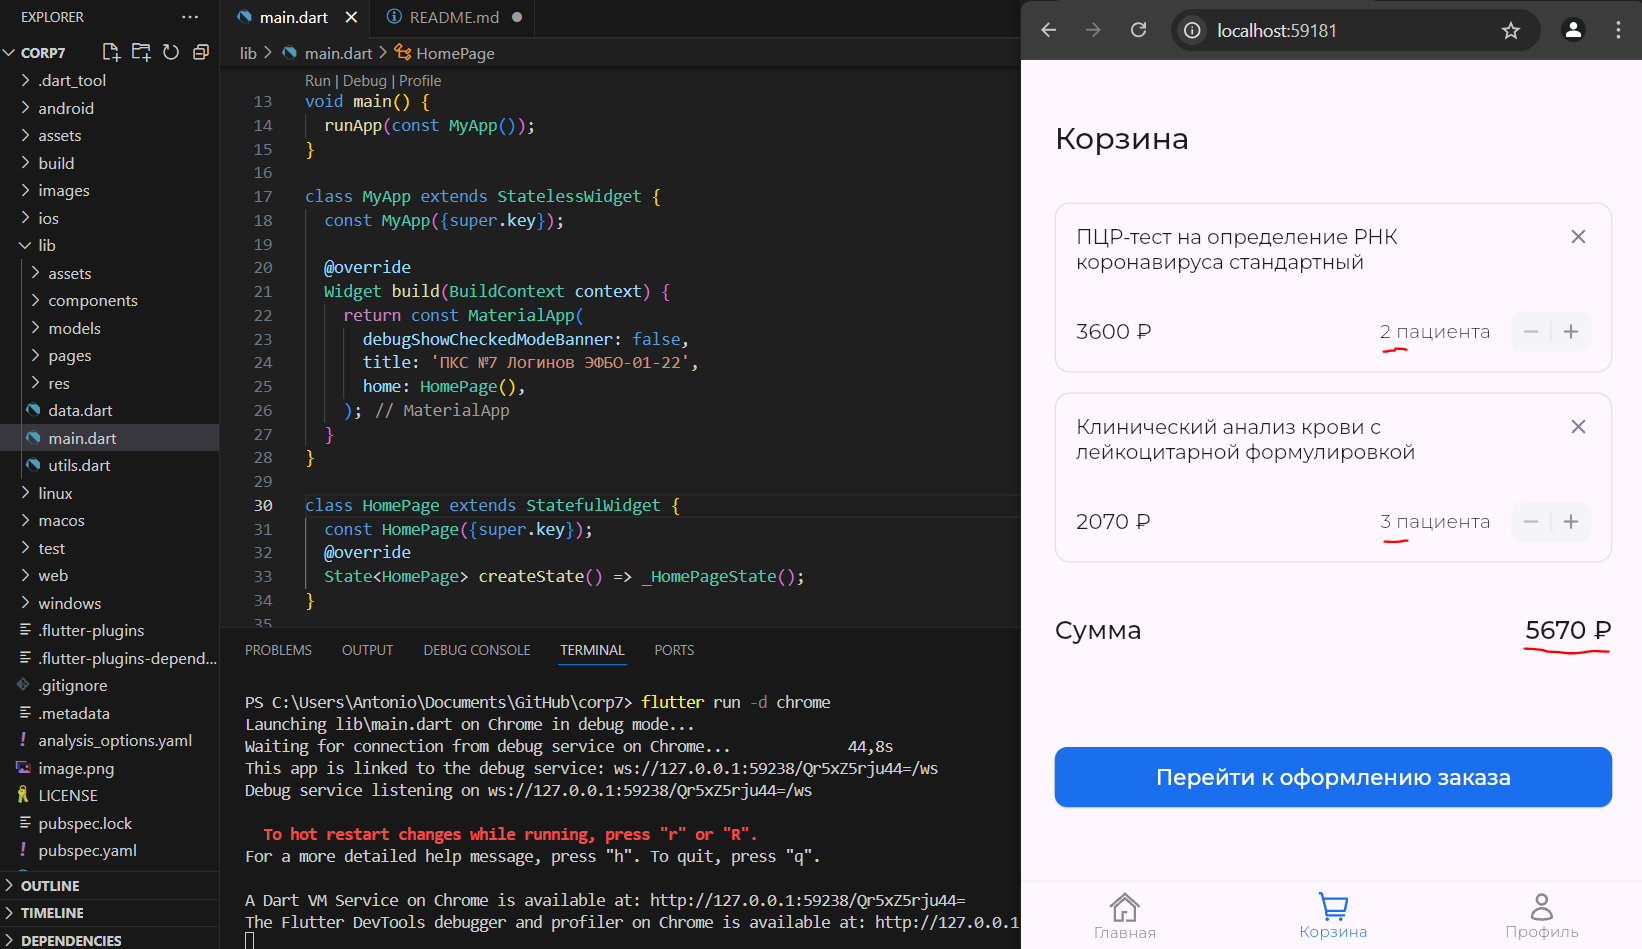 EXPLORER
CORP7
.dart_tool
android
assets
build
images
ios
lib
assets
components
models
pages
res
data.dart
main.dart
utils.dart
linux
macos
test
web
windows
.flutter-plugins
.flutter-plugins-depend...
.gitignore
.metadata
analysis_options.yaml
image.png
LICENSE
pubspec.lock
pubspec.yaml
OUTLINE
TIMELINE
DEPENDENCIES
main.dart
README.md
lib > main.dart > HomePage
Run | Debug | Profile
13 void main() {
14 runApp(const MyApp());
15 }
16
17 class MyApp extends StatelessWidget {
18 const MyApp({super.key});
19
20 @override
21 Widget build(BuildContext context) {
22 return const MaterialApp(
23 debugShowCheckedModeBanner: false,
24 title: 'ПКС №7 Логинов ЭФБО-01-22',
25 home: HomePage(),
26 ); // MaterialApp
27 }
28 }
29
30 class HomePage extends StatefulWidget {
31 const HomePage({super.key});
32 @override
33 State<HomePage> createState() => _HomePageState();
34 }
35
PROBLEMS OUTPUT DEBUG CONSOLE TERMINAL PORTS
PS C:\Users\Antonio\Documents\GitHub\corp7> flutter run -d chrome
Launching lib\main.dart on Chrome in debug mode...
Waiting for connection from debug service on Chrome... 44,8s
This app is linked to the debug service: ws://127.0.0.1:59238/Qr5xZ5rju44=/ws
Debug service listening on ws://127.0.0.1:59238/Qr5xZ5rju44=/ws
To hot restart changes while running, press "r" or "R".
For a more detailed help message, press "h". To quit, press "q".
A Dart VM Service on Chrome is available at: http://127.0.0.1:59238/Qr5xZ5rju44=
The Flutter DevTools debugger and profiler on Chrome is available at: http://127.0.0.1
localhost:59181
Корзина
ПЦР-тест на определение РНК
коронавируса стандартный
3600 ₽
2 пациента
Клинический анализ крови с
лейкоцитарной формулировкой
2070 ₽
3 пациента
Сумма
5670 ₽
Перейти к оформлению заказа
Главная
Корзина
Профиль